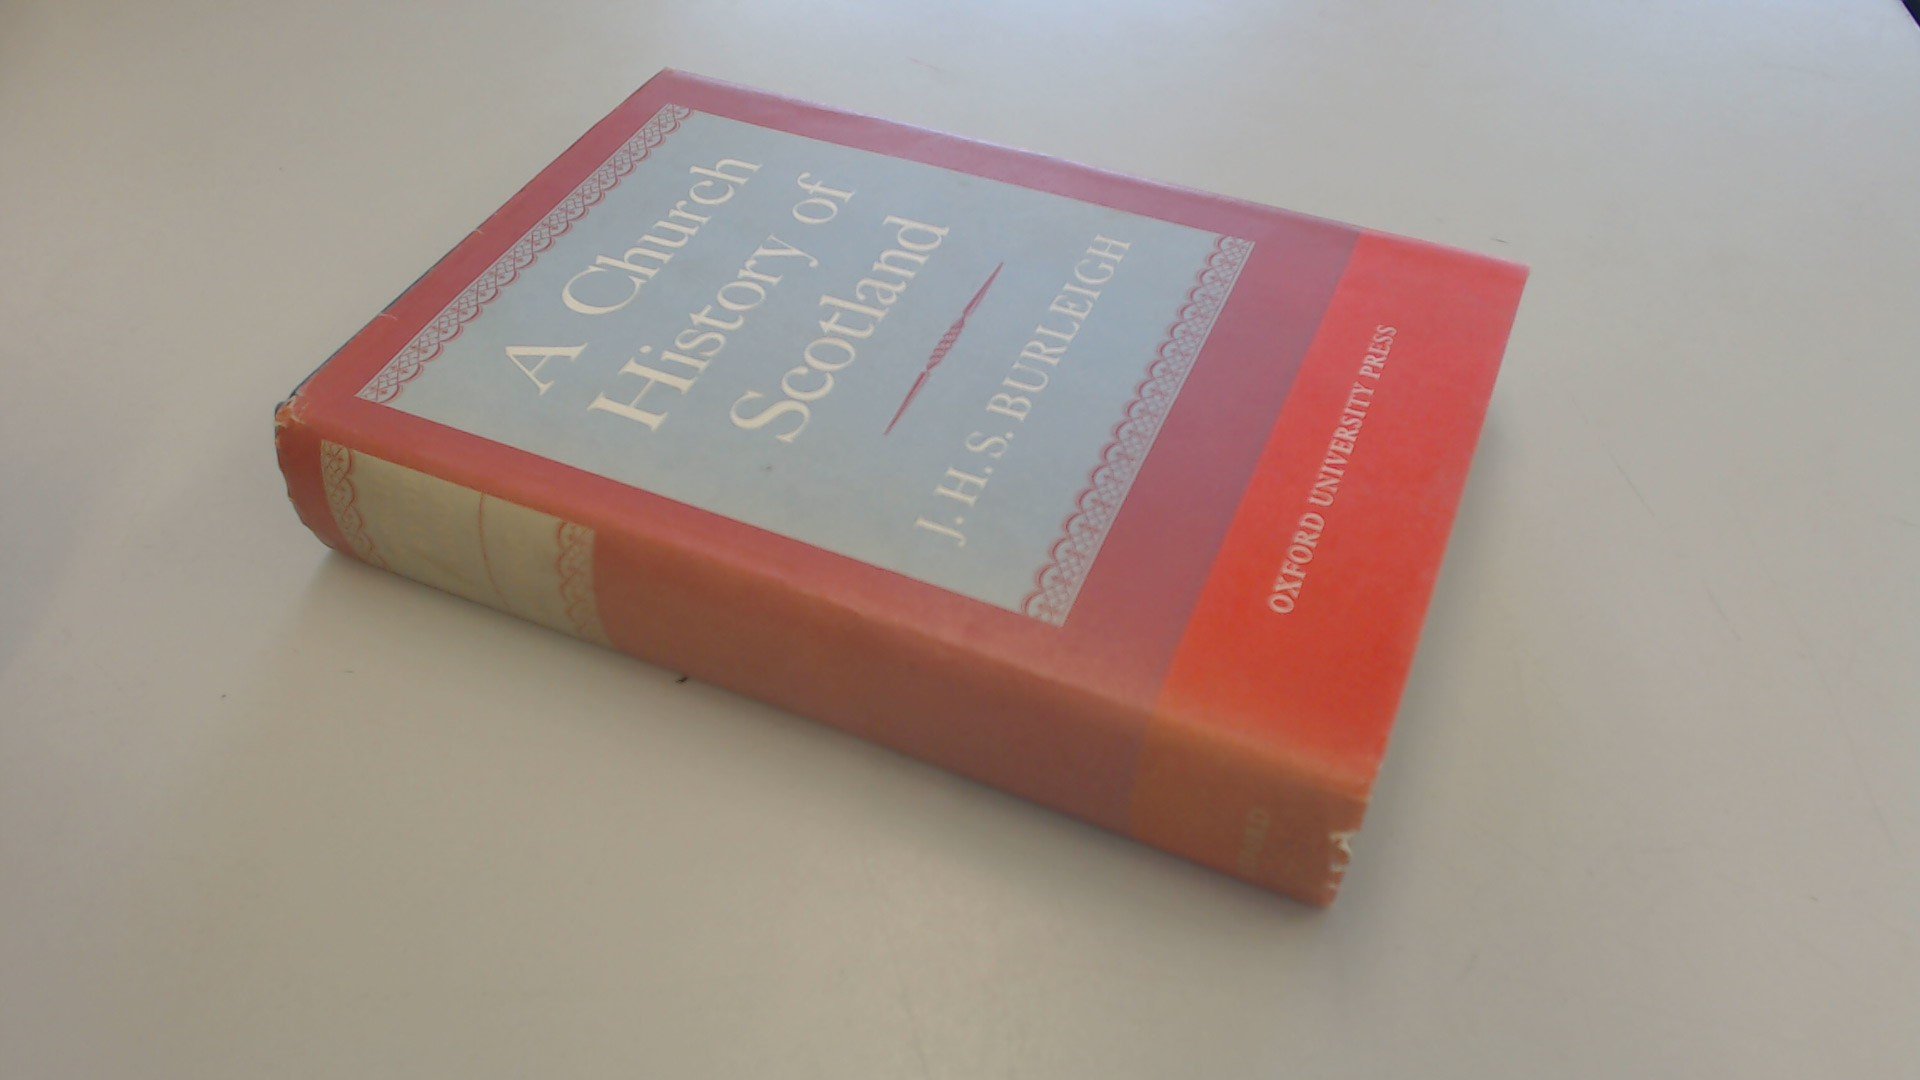 A Church
History of
Scotland
J. H. S. BURLEIGH
OXFORD UNIVERSITY PRESS